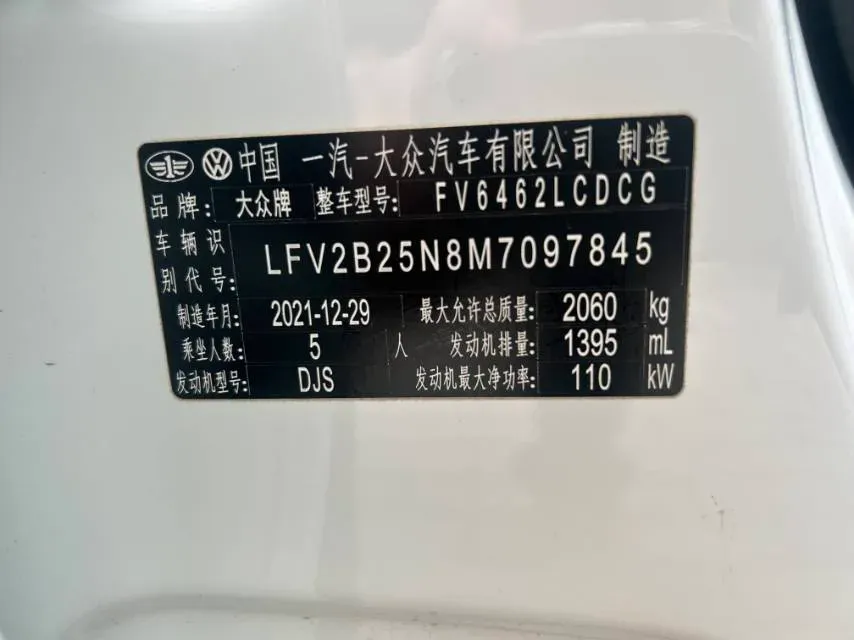 中国 一汽-大众汽车有限公司 制造
品牌: 大众牌 整车型号: FV6462LCDCG
车辆识别代号: LFV2B25N8M7097845
制造年月: 2021-12-29 最大允许总质量: 2060 kg
乘坐人数: 5 人 发动机排量: 1395 mL
发动机型号: DJS 发动机最大净功率: 110 kW